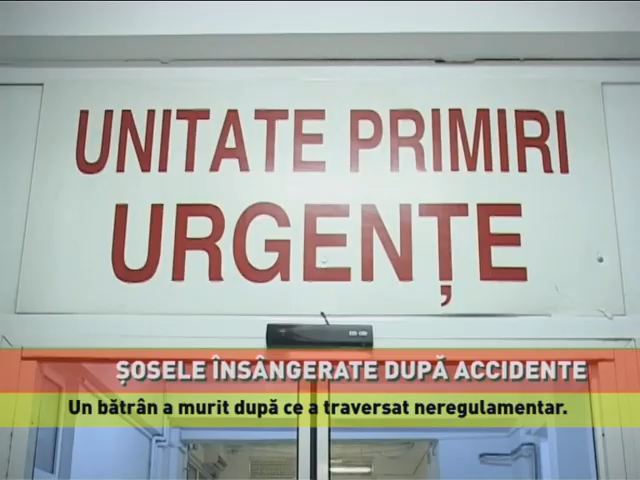 UNITATE PRIMIRI
URGENȚE
ȘOSELE ÎNSÂNGERATE DUPĂ ACCIDENTE
Un bătrân a murit după ce a traversat neregulamentar.